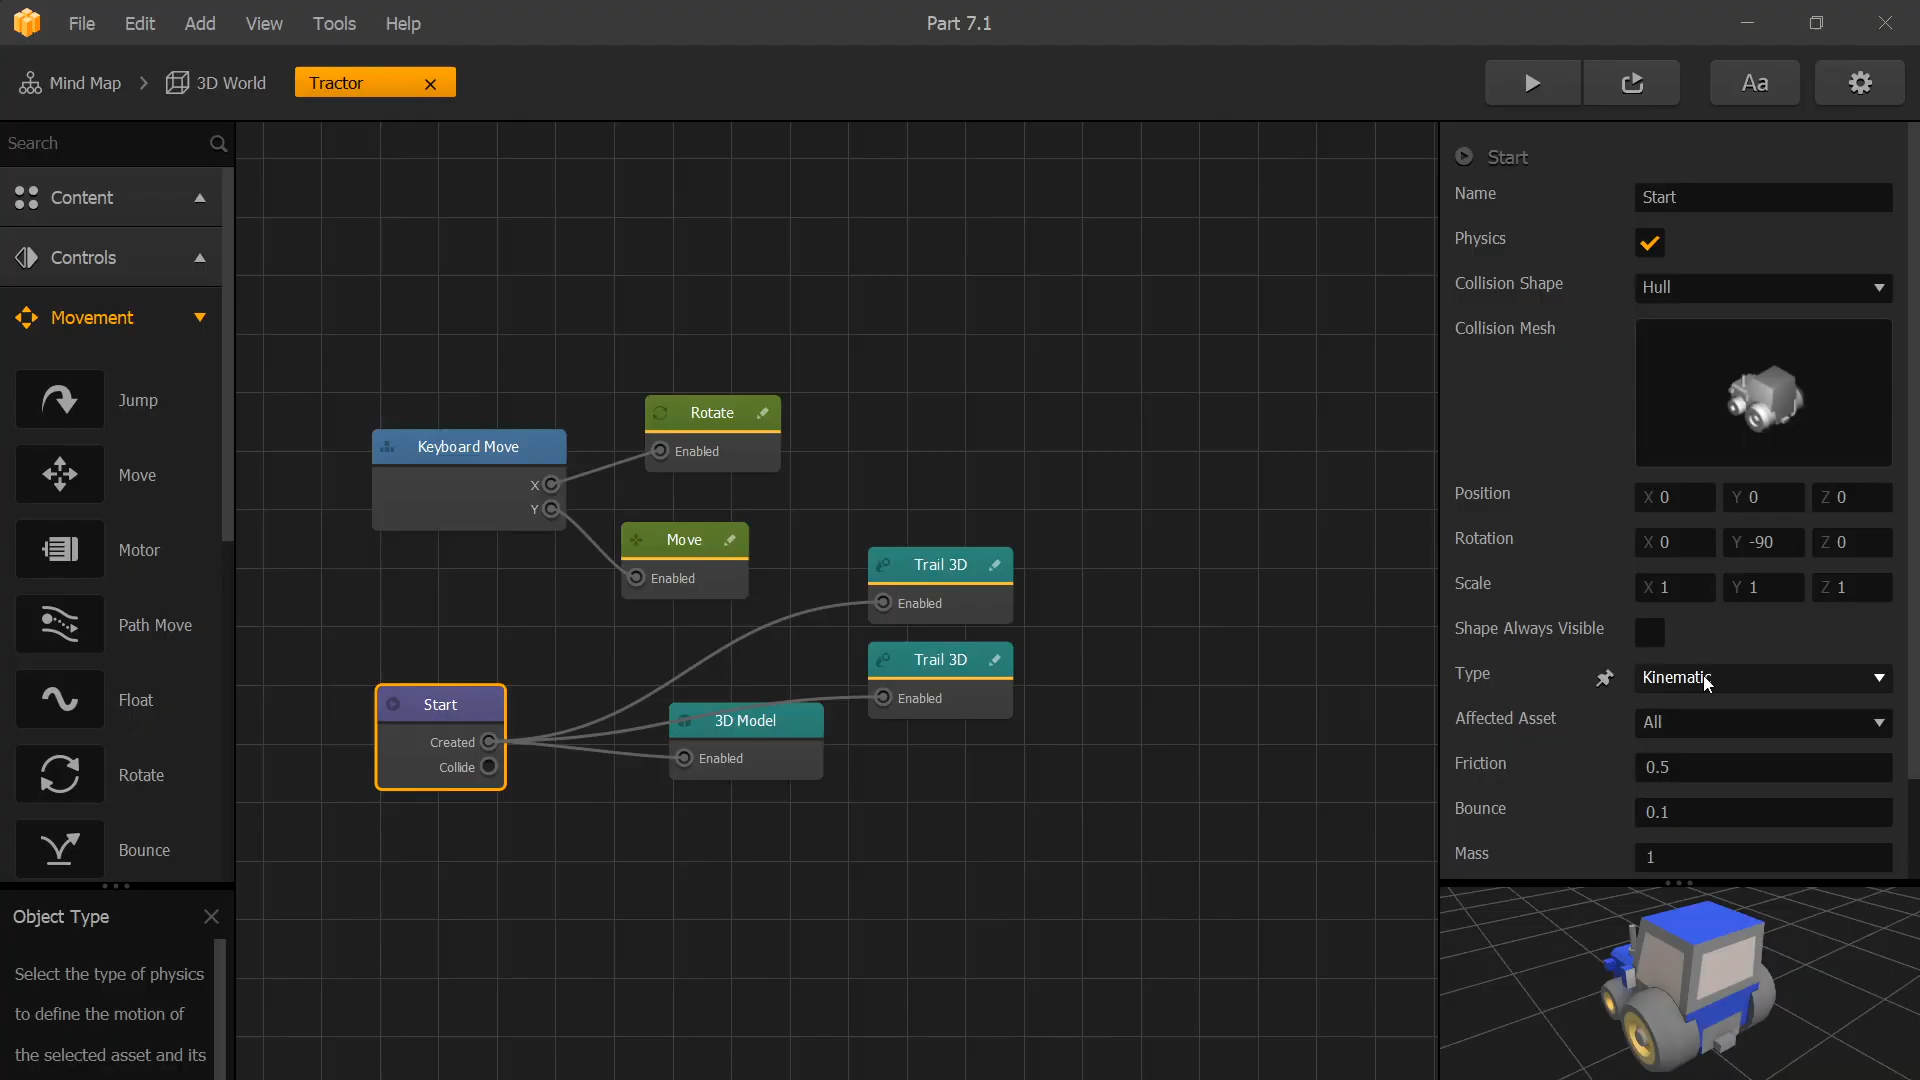 File Edit Add View Tools Help
Part 7.1
Mind Map
3D World
Tractor
Aa
Search
Content
Controls
Movement
Jump
Move
Motor
Path Move
Float
Rotate
Bounce
Object Type
Select the type of physics
to define the motion of
the selected asset and its
Keyboard Move
X
Y
Rotate
Enabled
Move
Enabled
Trail 3D
Enabled
Trail 3D
Enabled
Start
Created
Collide
3D Model
Enabled
Start
Name Start
Physics
Collision Shape Hull
Collision Mesh
Position X 0 Y 0 Z 0
Rotation X 0 Y -90 Z 0
Scale X 1 Y 1 Z 1
Shape Always Visible
Type Kinematic
Affected Asset All
Friction 0.5
Bounce 0.1
Mass 1